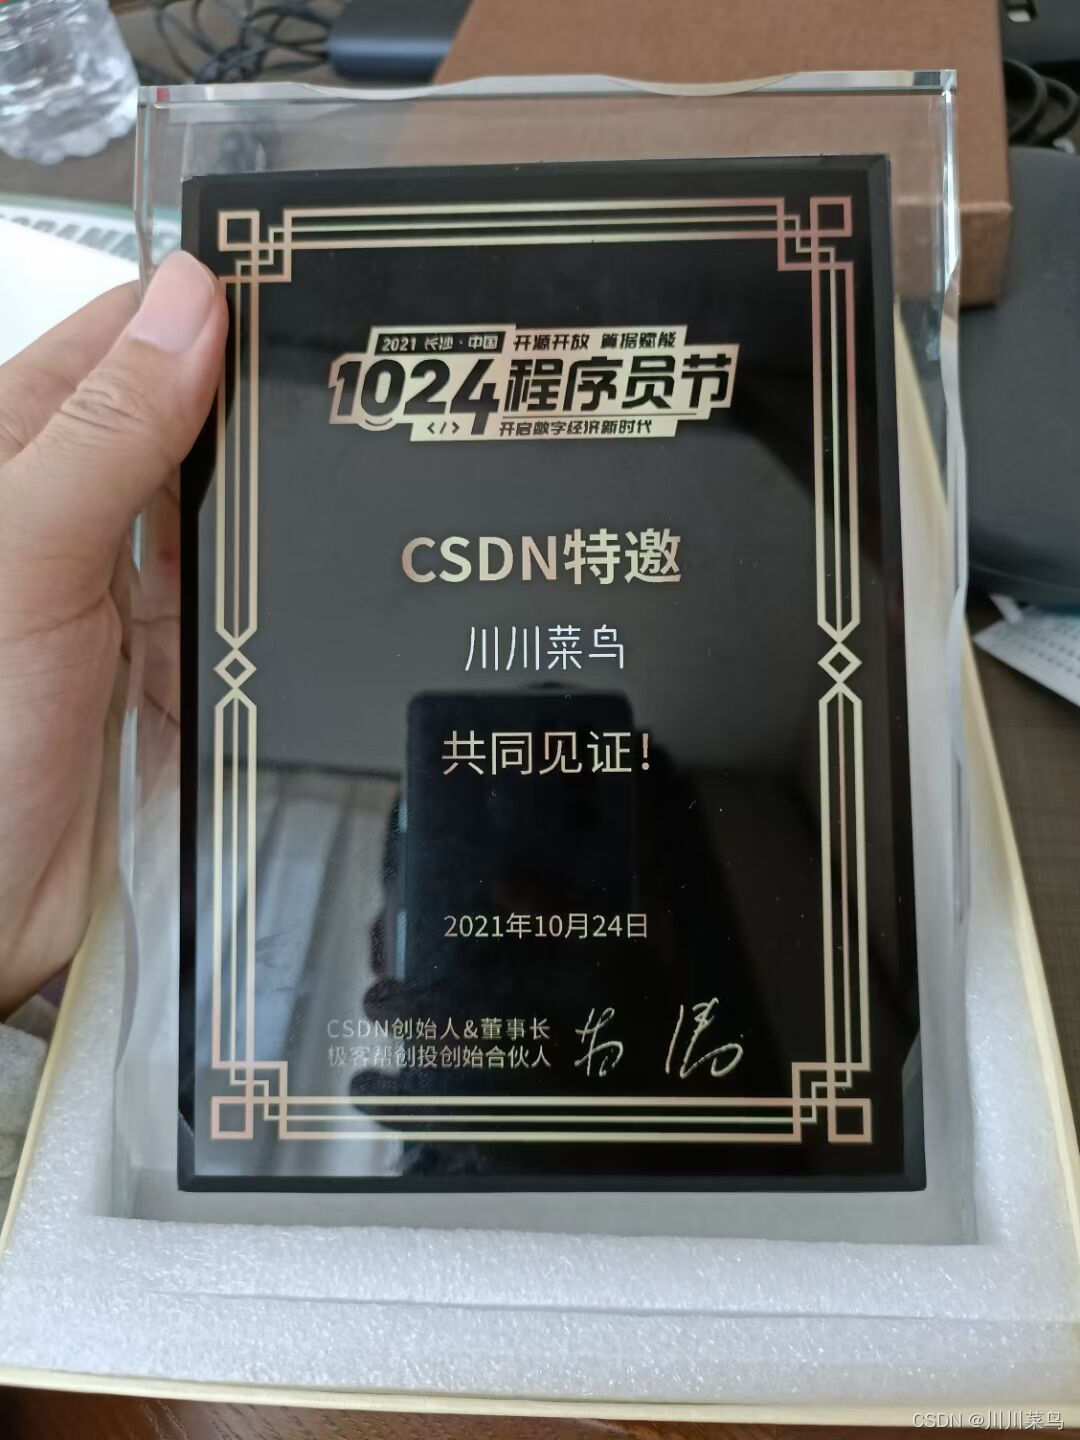 2021 长沙·中国 开源开放 算据赋能
1024程序员节
</> 开启数字经济新时代
CSDN特邀
川川菜鸟
共同见证!
2021年10月24日
CSDN创始人&董事长
极客帮创投创始合伙人
CSDN @川川菜鸟